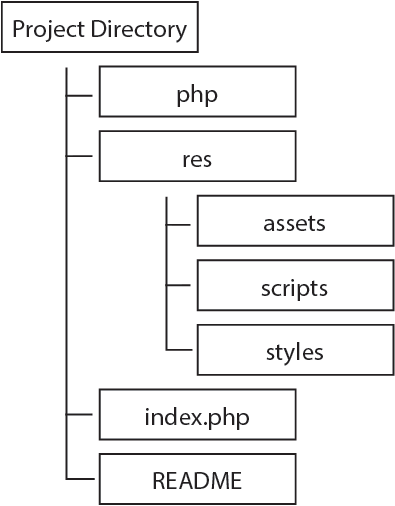 Project Directory
php
res
assets
scripts
styles
index.php
README